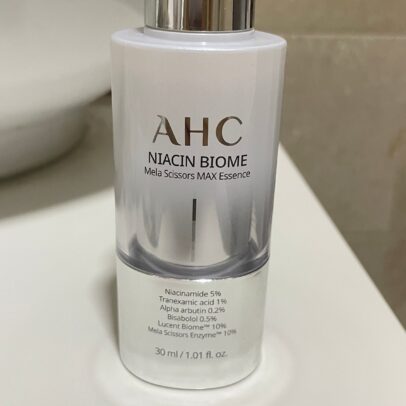 AHC
NIACIN BIOME
Mela Scissors MAX Essence
Niacinamide 5%
Tranexamic acid 1%
Alpha arbutin 0.2%
Bisabolol 0.5%
Lucent Biome™ 10%
Mela Scissors Enzyme™ 10%
30 ml / 1.01 fl. oz.